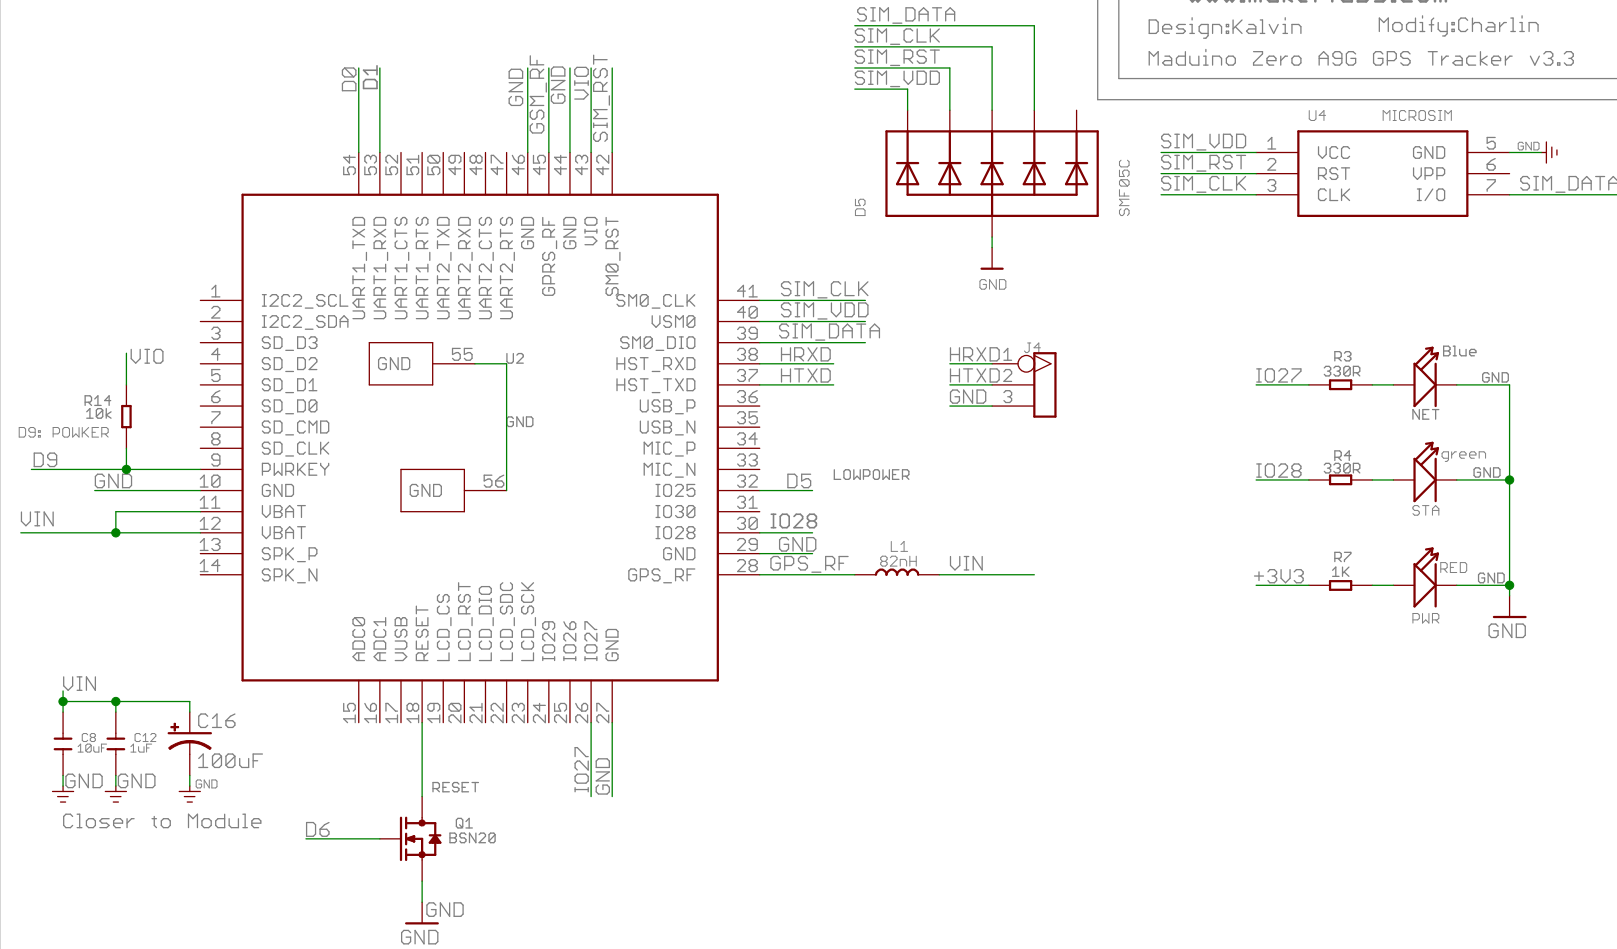 Design:Kalvin Modify:Charlin
Maduino Zero A9G GPS Tracker v3.3
SIM_DATA
SIM_CLK
SIM_RST
SIM_VDD
D5
SMF05C
GND
U4 MICROSIM
SIM_VDD 1 VCC GND 5 GND
SIM_RST 2 RST VPP 6
SIM_CLK 3 CLK I/O 7 SIM_DATA
D0
D1
GND
GSM_RF
GND
VIO
SIM_RST
54
53
52
51
50
49
48
47
46
45
44
43
42
UART1_TXD
UART1_RXD
UART1_CTS
UART1_RTS
UART2_TXD
UART2_RXD
UART2_CTS
UART2_RTS
GND
GPRS_RF
GND
VIO
SM0_RST
1 I2C2_SCL
2 I2C2_SDA
3 SD_D3
4 SD_D2
5 SD_D1
6 SD_D0
7 SD_CMD
8 SD_CLK
9 PWRKEY
10 GND
11 VBAT
12 VBAT
13 SPK_P
14 SPK_N
VIO
R14
10k
D9: POWKER
D9
GND
VIN
GND 55
U2
GND
GND 56
SM0_CLK 41 SIM_CLK
VSM0 40 SIM_VDD
SM0_DIO 39 SIM_DATA
HST_RXD 38 HRXD
HST_TXD 37 HTXD
USB_P 36
USB_N 35
MIC_P 34
MIC_N 33
IO25 32 D5
LOWPOWER
IO30 31
IO28 30 IO28
GND 29 GND
GPS_RF 28 GPS_RF
L1
82nH
VIN
J4
HRXD1
HTXD2
GND 3
IO27
R3
330R
Blue
NET
GND
IO28
R4
330R
green
STA
GND
+3V3
R7
1K
RED
PWR
GND
GND
ADC0
ADC1
VUSB
RESET
LCD_CS
LCD_RST
LCD_DIO
LCD_SDC
LCD_SCK
IO29
IO26
IO27
GND
15
16
17
18
19
20
21
22
23
24
25
26
27
IO27
GND
VIN
C8
10uF
GND
C12
1uF
GND
C16
100uF
GND
Closer to Module
RESET
D6
Q1
BSN20
GND
GND